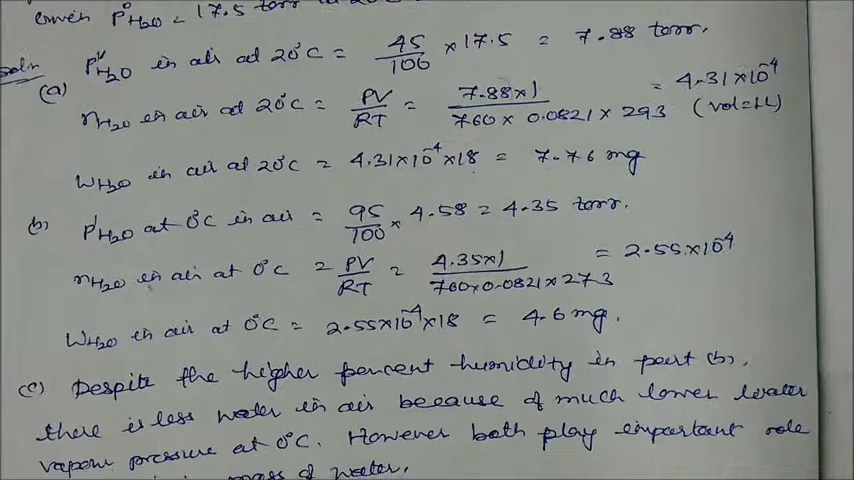 Given P°H₂O = 17.5 torr
Soln P'H₂O in air at 20°C = 45/100 × 17.5 = 7.88 torr.
(a) nH₂O in air at 20°C = PV/RT = 7.88×1/760 × 0.0821 × 293 = 4.31×10⁻⁴ (vol=1L)
WH₂O in air at 20°C = 4.31×10⁻⁴×18 = 7.76 mg
(b) P'H₂O at 0°C in air = 95/100 × 4.58 = 4.35 torr.
nH₂O in air at 0°C = PV/RT = 4.35×1/760×0.0821×273 = 2.55×10⁻⁴
WH₂O in air at 0°C = 2.55×10⁻⁴×18 = 4.6 mg.
(c) Despite the higher percent humidity in part (b),
there is less water in air because of much lower water
vapour pressure at 0°C. However both play important role
mass of water.